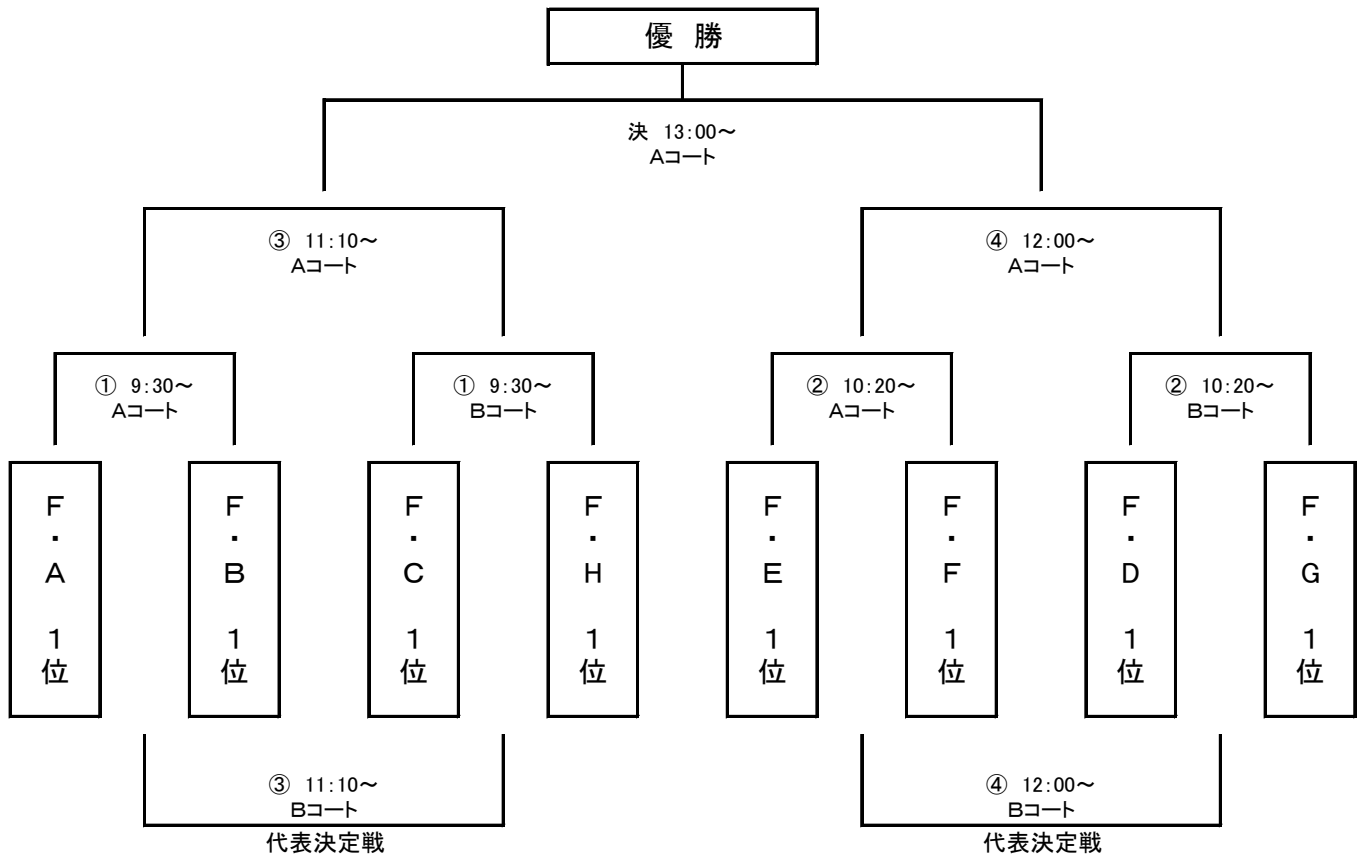 優 勝
決 13:00～
Aコート
③ 11:10～
Aコート
④ 12:00～
Aコート
① 9:30～
Aコート
① 9:30～
Bコート
② 10:20～
Aコート
② 10:20～
Bコート
F・A 1位
F・B 1位
F・C 1位
F・H 1位
F・E 1位
F・F 1位
F・D 1位
F・G 1位
③ 11:10～
Bコート
代表決定戦
④ 12:00～
Bコート
代表決定戦